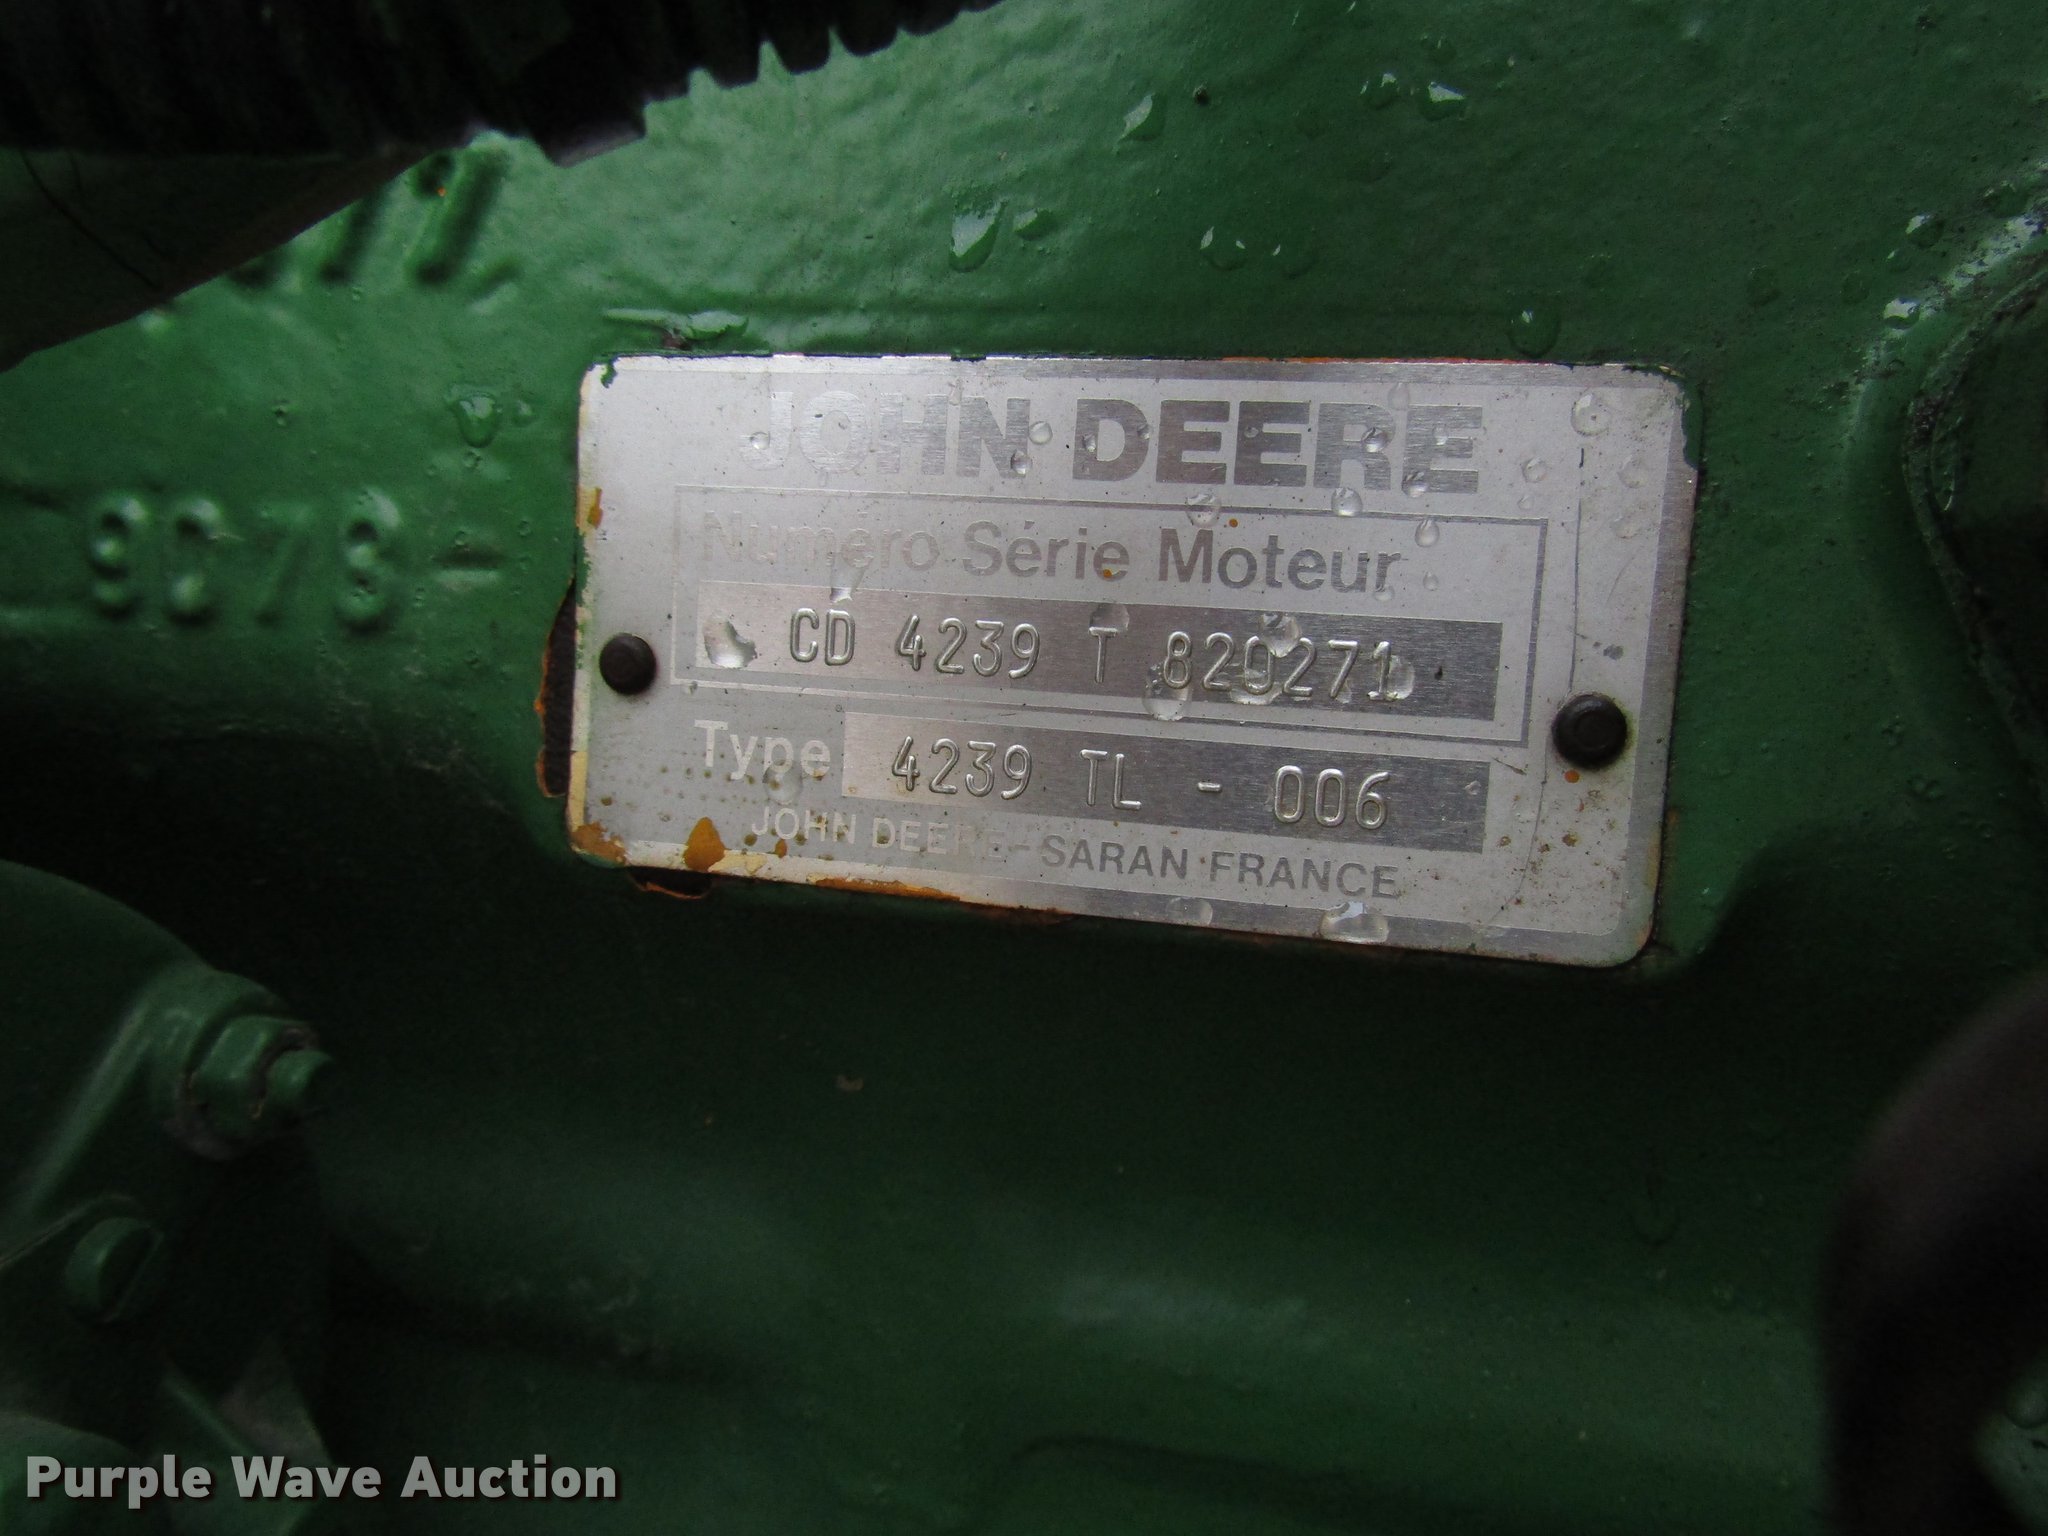 JOHN DEERE
Numéro Série Moteur
CD 4239 T 820271
Type 4239 TL - 006
JOHN DEERE - SARAN FRANCE
Purple Wave Auction